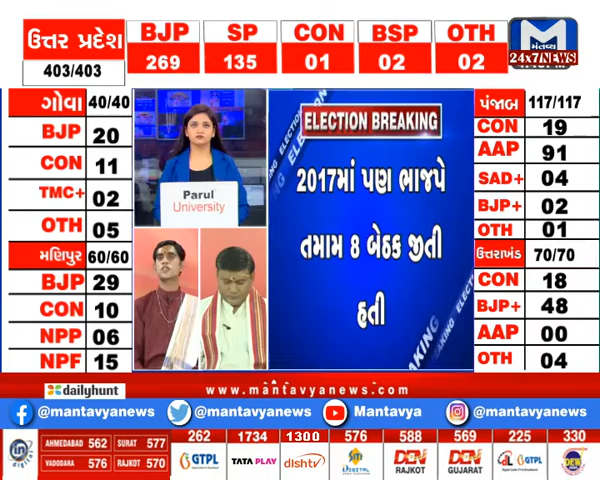 ઉત્તર પ્રદેશ
403/403
BJP SP CON BSP OTH
269 135 01 02 02
મંતવ્ય
24x7 NEWS
ગોવા 40/40
BJP 20
CON 11
TMC+ 02
OTH 05
મણિપુર 60/60
BJP 29
CON 10
NPP 06
NPF 15
Parul
University
ELECTION BREAKING
2017માં પણ ભાજપે
તમામ 8 બેઠક જીતી
હતી
પંજાબ 117/117
CON 19
AAP 91
SAD+ 04
BJP+ 02
OTH 01
ઉત્તરાખંડ 70/70
CON 18
BJP+ 48
AAP 00
OTH 04
dailyhunt
www.mantavyanews.com
@mantavyanews @mantavyanews Mantavya @mantavyanews
in digital
AHMEDABAD 562 SURAT 577
VADODARA 576 RAJKOT 570
262 1734 1300 576 588 569 225 330
GTPL TATA PLAY dishtv SITI DIGITAL DEN RAJKOT DEN GUJARAT GTPL DEW